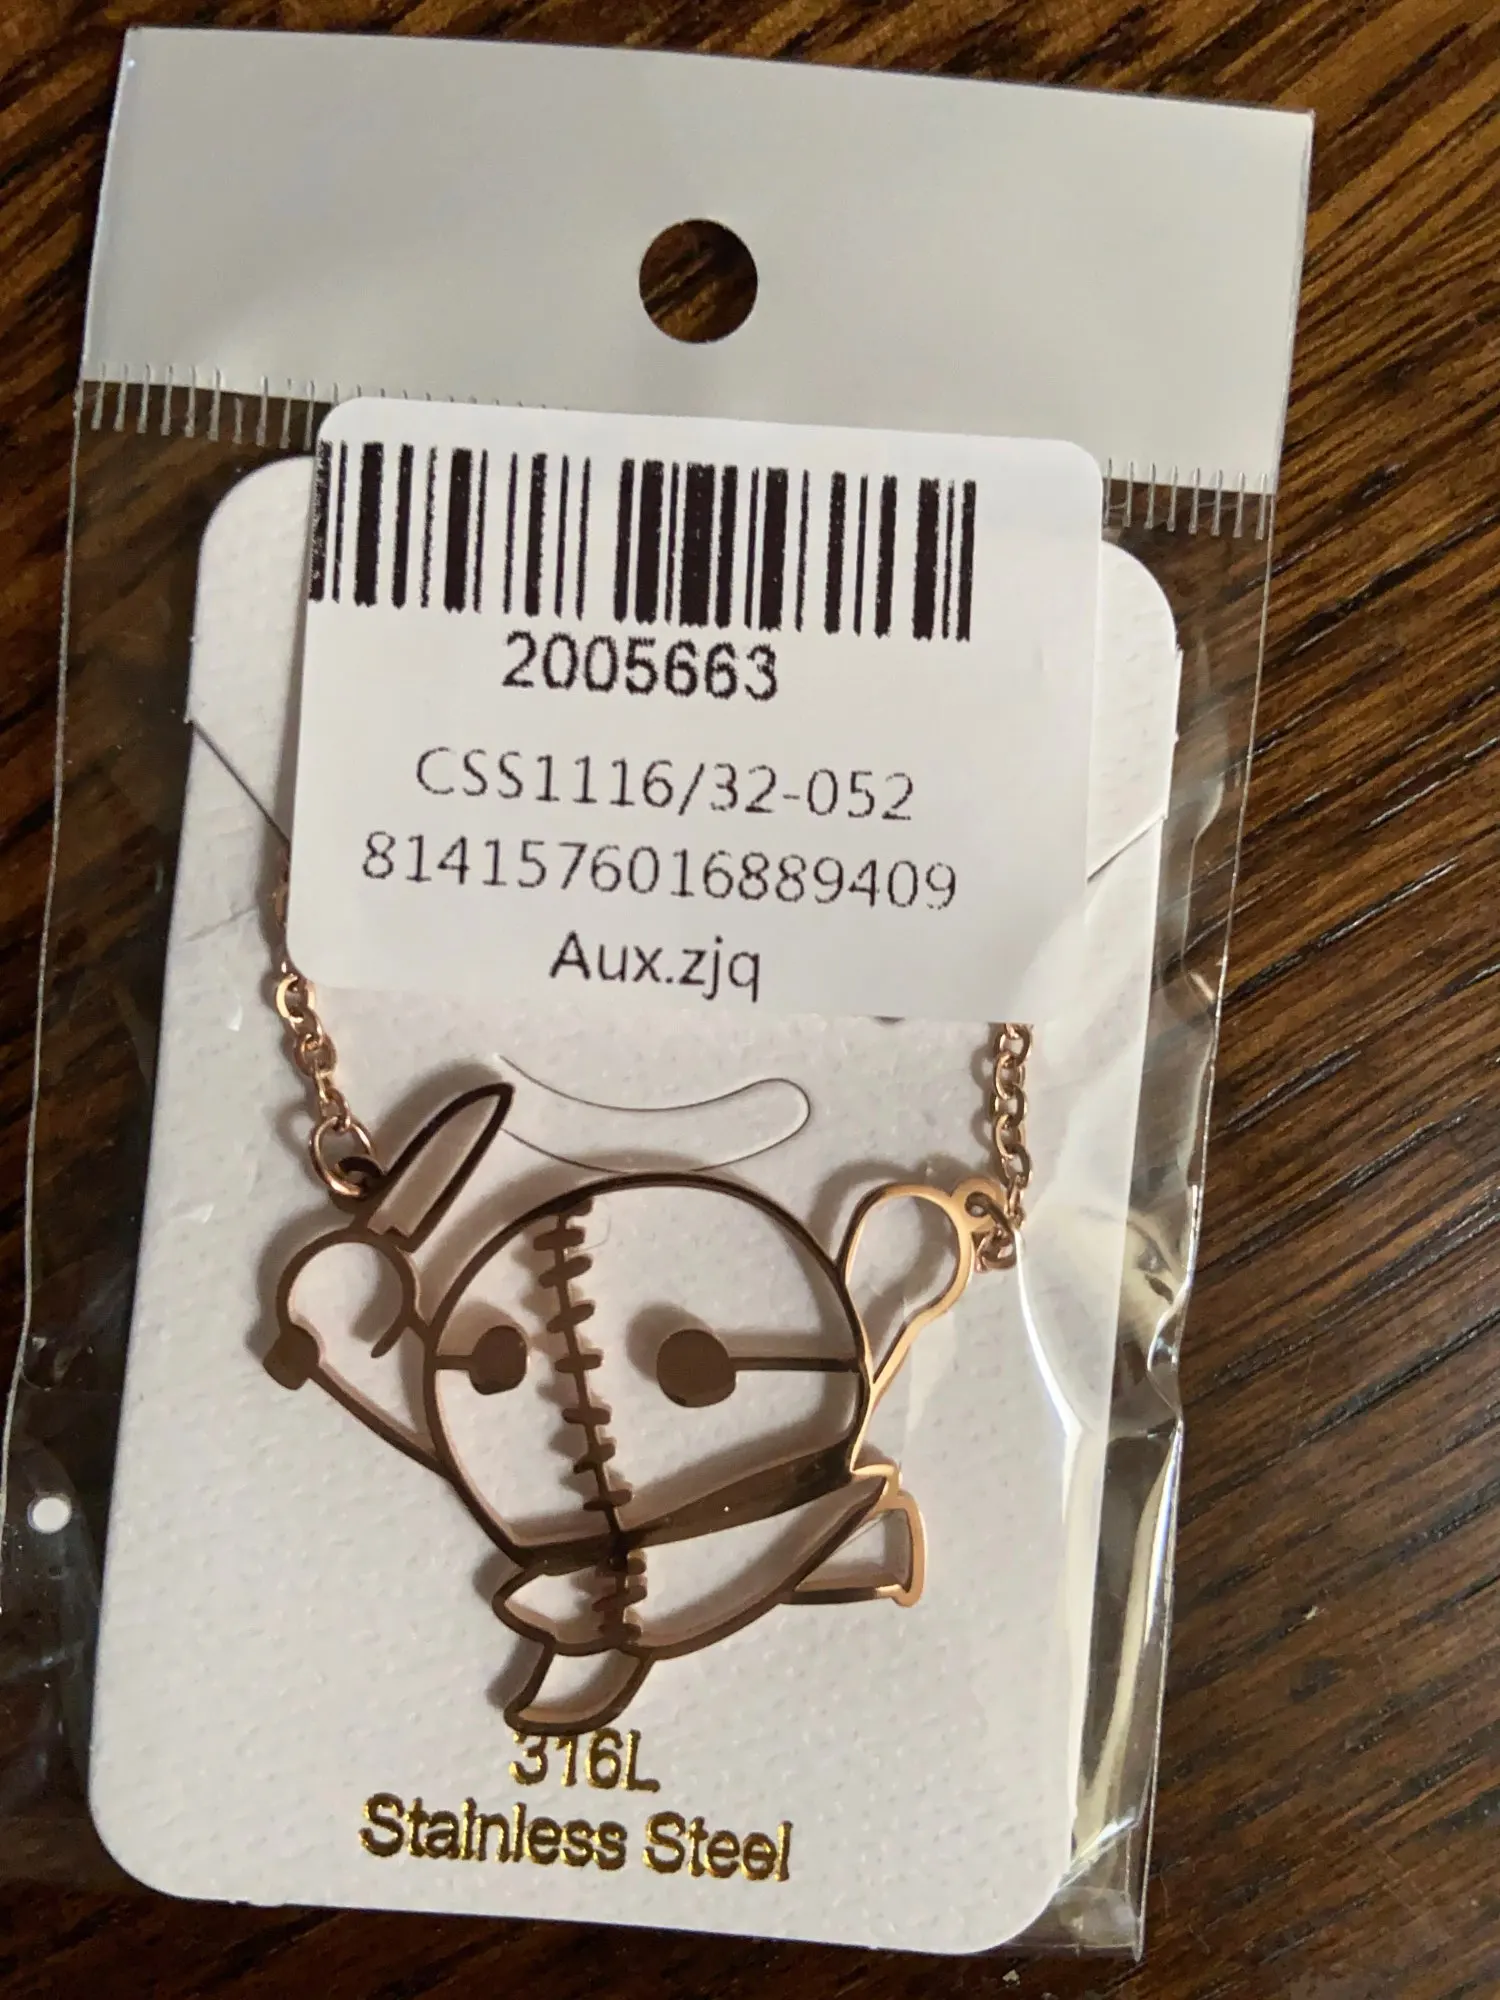 2005663
CSS1116/32-052
8141576016889409
Aux.zjq
316L
Stainless Steel